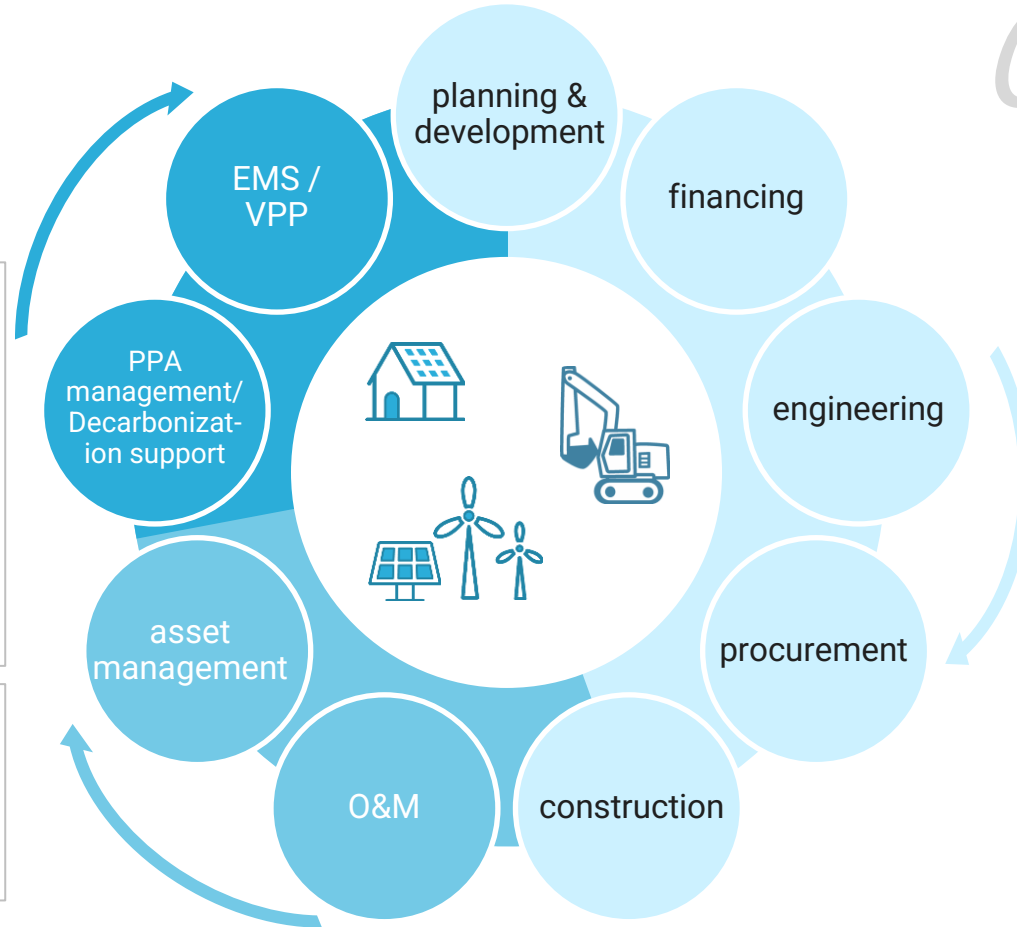 planning &
development
financing
engineering
procurement
construction
O&M
asset
management
PPA
management/
Decarbonizat-
ion support
EMS /
VPP